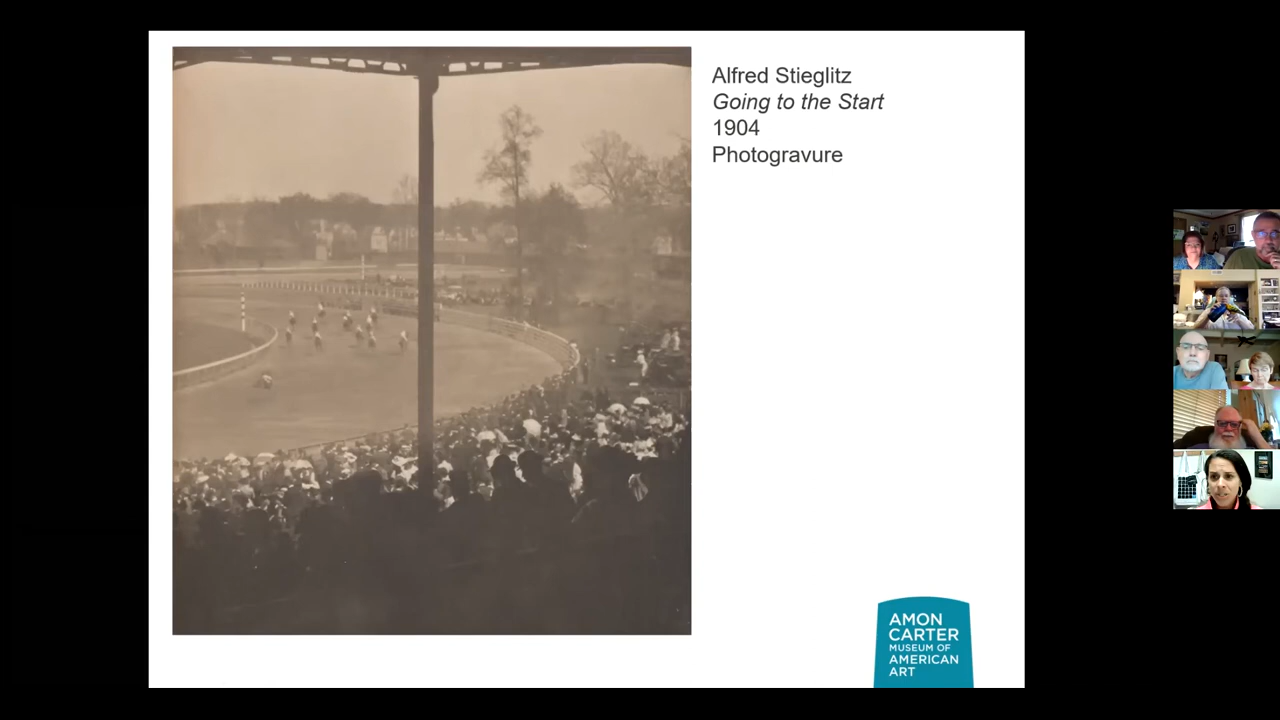 Alfred Stieglitz
Going to the Start
1904
Photogravure
AMON
CARTER
MUSEUM OF
AMERICAN
ART